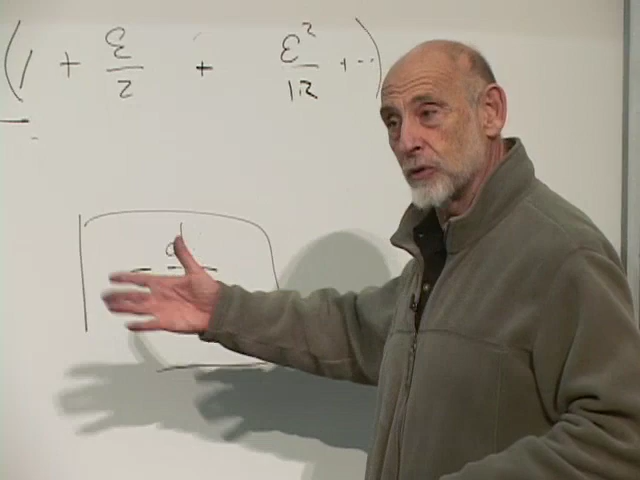 (1 + ε/2 + ε²/12 + ··)
d